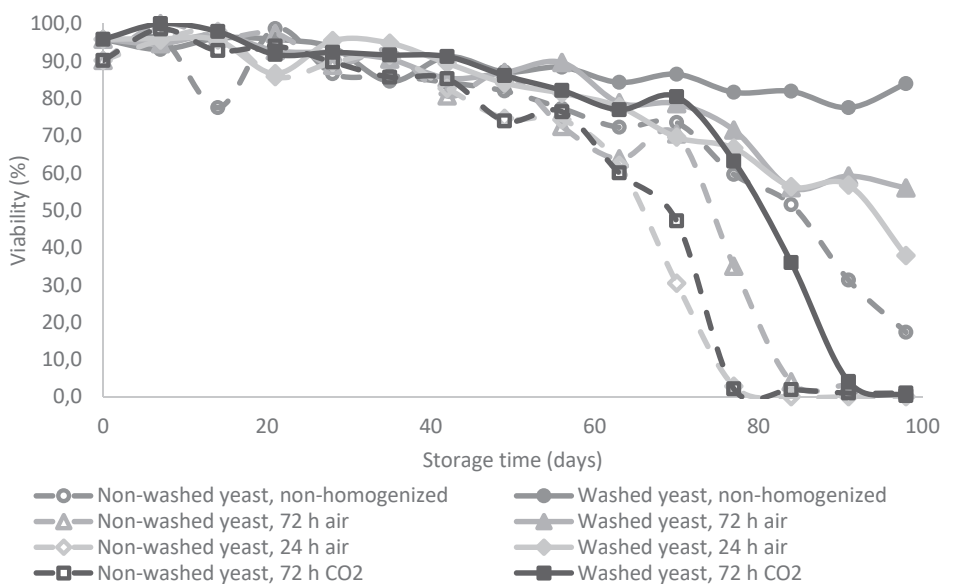 100,0
90,0
80,0
70,0
60,0
50,0
40,0
30,0
20,0
10,0
0,0
Viability (%)
0 20 40 60 80 100
Storage time (days)
Non-washed yeast, non-homogenized
Washed yeast, non-homogenized
Non-washed yeast, 72 h air
Washed yeast, 72 h air
Non-washed yeast, 24 h air
Washed yeast, 24 h air
Non-washed yeast, 72 h CO2
Washed yeast, 72 h CO2